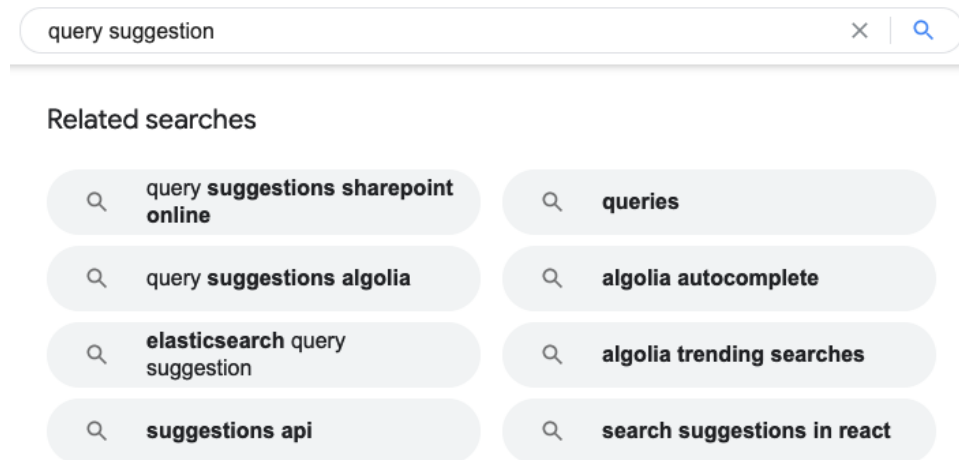 query suggestion
Related searches
query suggestions sharepoint
online
queries
query suggestions algolia
algolia autocomplete
elasticsearch query
suggestion
algolia trending searches
suggestions api
search suggestions in react